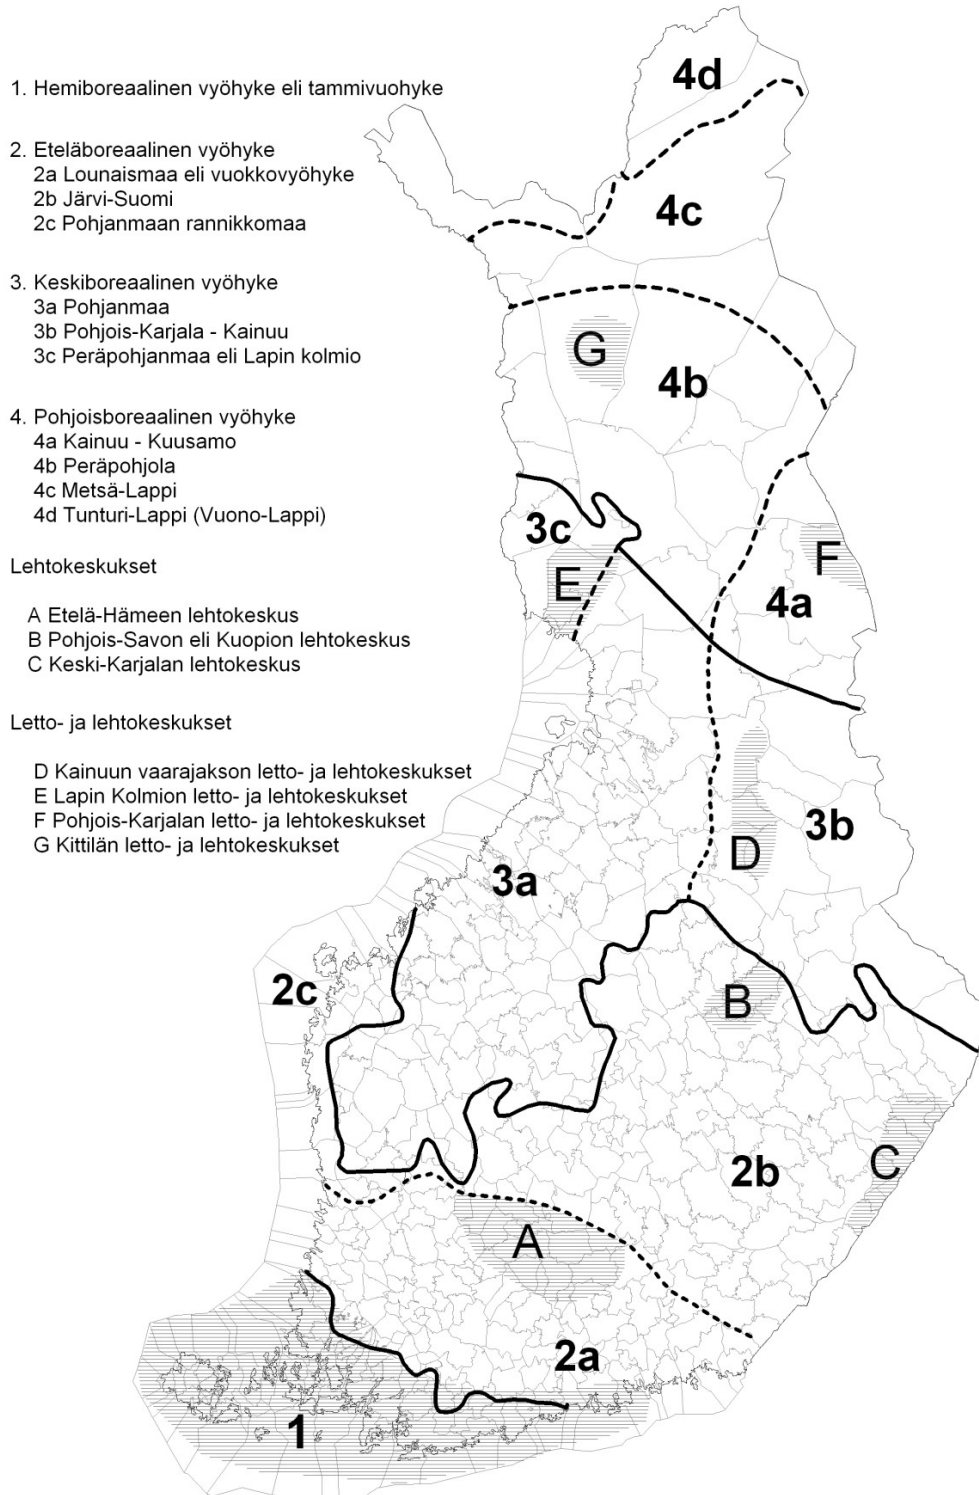 1. Hemiboreaalinen vyöhyke eli tammivuohyke
2. Eteläboreaalinen vyöhyke
2a Lounaismaa eli vuokkovyöhyke
2b Järvi-Suomi
2c Pohjanmaan rannikkomaa
3. Keskiboreaalinen vyöhyke
3a Pohjanmaa
3b Pohjois-Karjala - Kainuu
3c Peräpohjanmaa eli Lapin kolmio
4. Pohjoisboreaalinen vyöhyke
4a Kainuu - Kuusamo
4b Peräpohjola
4c Metsä-Lappi
4d Tunturi-Lappi (Vuono-Lappi)
Lehtokeskukset
A Etelä-Hämeen lehtokeskus
B Pohjois-Savon eli Kuopion lehtokeskus
C Keski-Karjalan lehtokeskus
Letto- ja lehtokeskukset
D Kainuun vaarajakson letto- ja lehtokeskukset
E Lapin Kolmion letto- ja lehtokeskukset
F Pohjois-Karjalan letto- ja lehtokeskukset
G Kittilän letto- ja lehtokeskukset
4d
4c
G
4b
3c
F
E
4a
3b
D
3a
2c
B
C
2b
A
2a
1